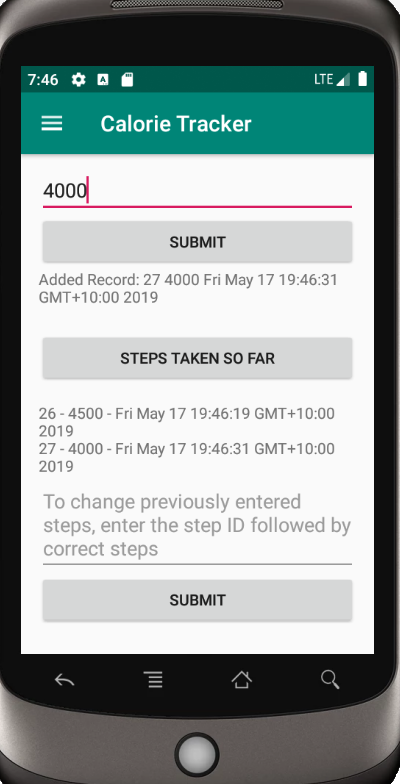 7:46 A LTE
Calorie Tracker
4000
SUBMIT
Added Record: 27 4000 Fri May 17 19:46:31
GMT+10:00 2019
STEPS TAKEN SO FAR
26 - 4500 - Fri May 17 19:46:19 GMT+10:00
2019
27 - 4000 - Fri May 17 19:46:31 GMT+10:00
2019
To change previously entered
steps, enter the step ID followed by
correct steps
SUBMIT